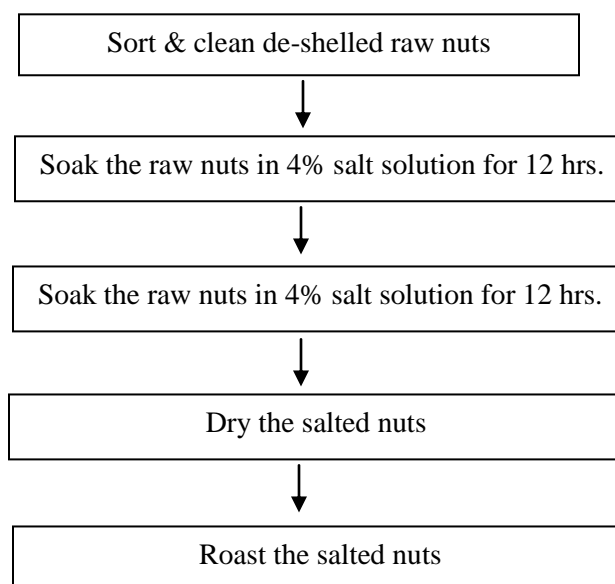 Sort & clean de-shelled raw nuts
Soak the raw nuts in 4% salt solution for 12 hrs.
Soak the raw nuts in 4% salt solution for 12 hrs.
Dry the salted nuts
Roast the salted nuts